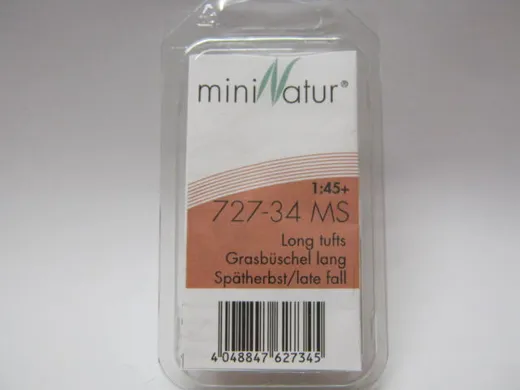 miniNatur®
1:45+
727-34 MS
Long tufts
Grasbüschel lang
Spätherbst/late fall
4 048847 627345